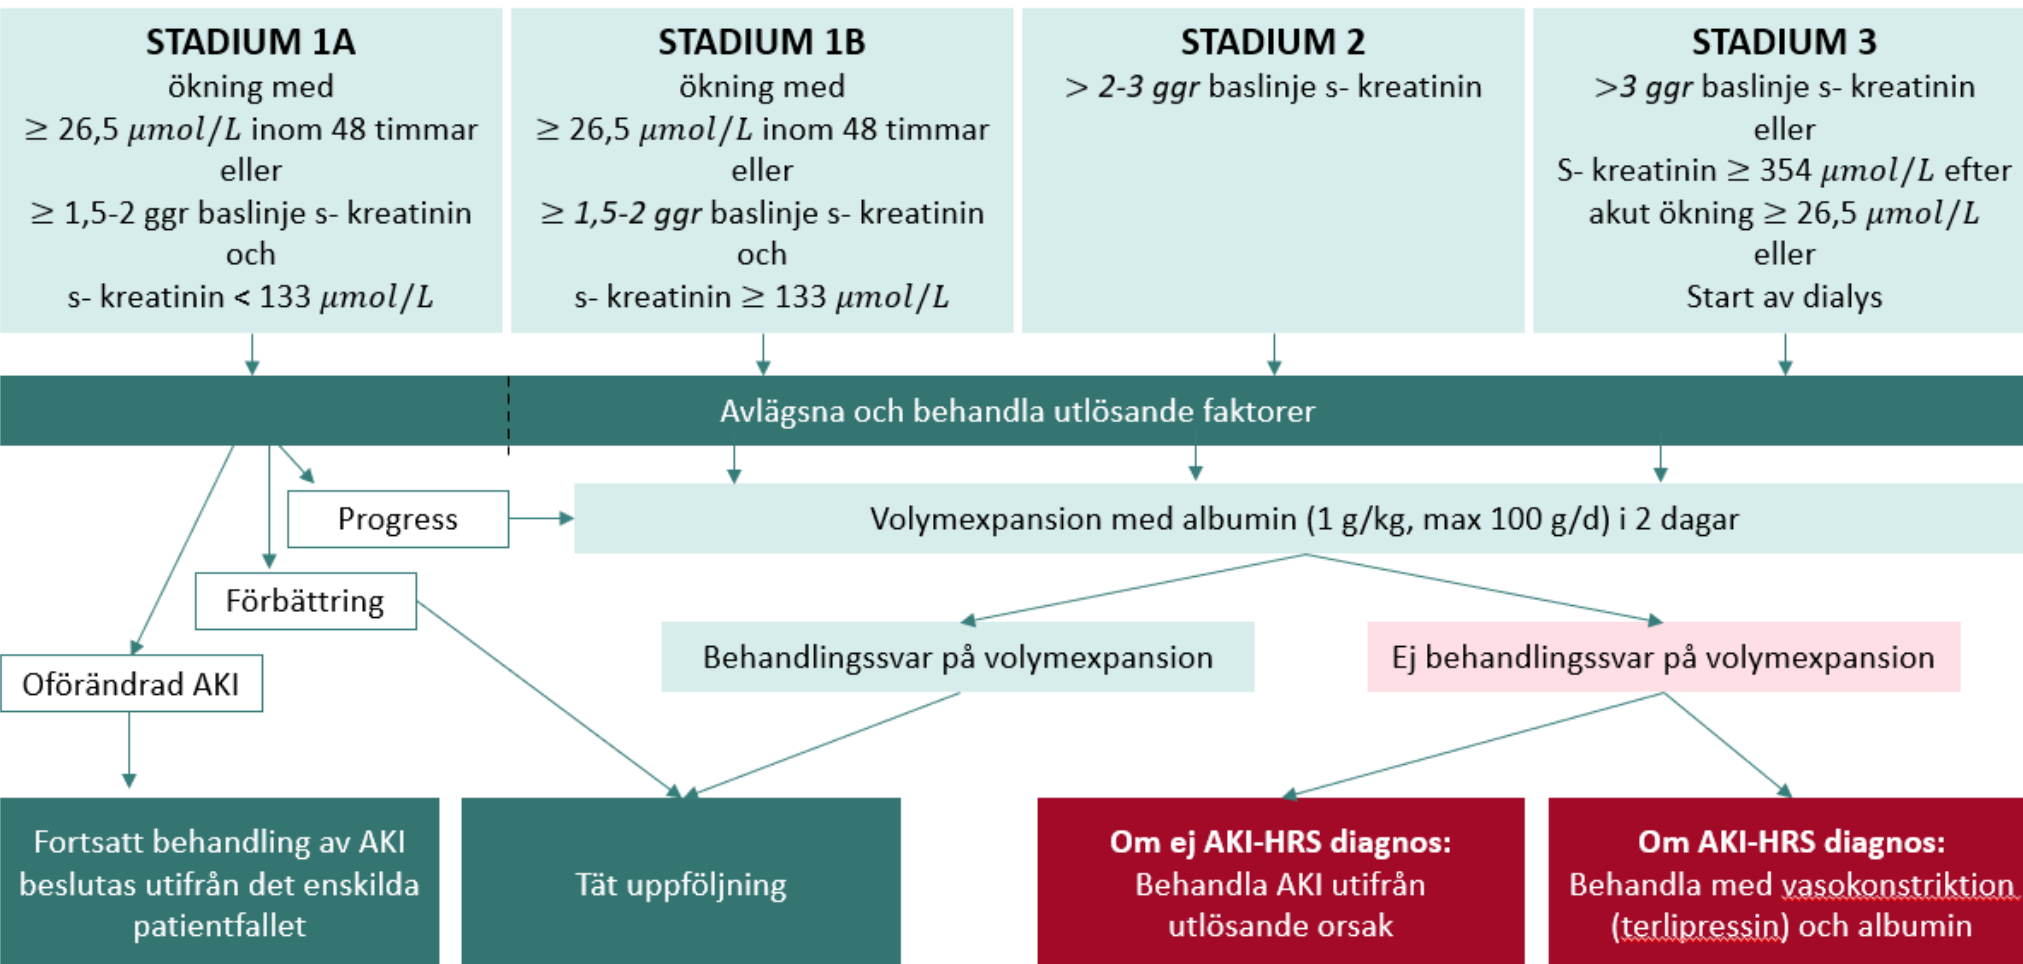 STADIUM 1A
ökning med
≥ 26,5 μmol/L inom 48 timmar
eller
≥ 1,5-2 ggr baslinje s- kreatinin
och
s- kreatinin < 133 μmol/L
STADIUM 1B
ökning med
≥ 26,5 μmol/L inom 48 timmar
eller
≥ 1,5-2 ggr baslinje s- kreatinin
och
s- kreatinin ≥ 133 μmol/L
STADIUM 2
> 2-3 ggr baslinje s- kreatinin
STADIUM 3
>3 ggr baslinje s- kreatinin
eller
S- kreatinin ≥ 354 μmol/L efter
akut ökning ≥ 26,5 μmol/L
eller
Start av dialys
Avlägsna och behandla utlösande faktorer
Progress
Volymexpansion med albumin (1 g/kg, max 100 g/d) i 2 dagar
Förbättring
Behandlingssvar på volymexpansion
Ej behandlingssvar på volymexpansion
Oförändrad AKI
Fortsatt behandling av AKI
beslutas utifrån det enskilda
patientfallet
Tät uppföljning
Om ej AKI-HRS diagnos:
Behandla AKI utifrån
utlösande orsak
Om AKI-HRS diagnos:
Behandla med vasokonstriktion
(terlipressin) och albumin